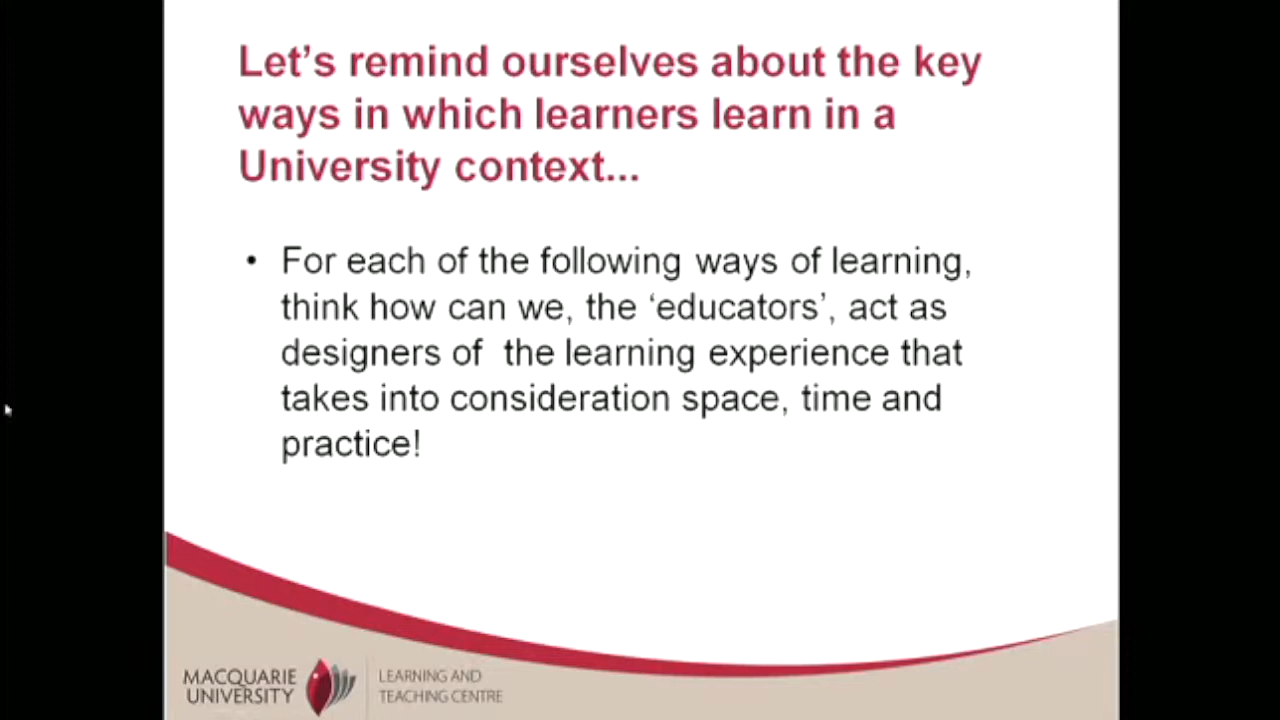 Let's remind ourselves about the key
ways in which learners learn in a
University context...
• For each of the following ways of learning,
think how can we, the ‘educators’, act as
designers of the learning experience that
takes into consideration space, time and
practice!
MACQUARIE
UNIVERSITY
LEARNING AND
TEACHING CENTRE